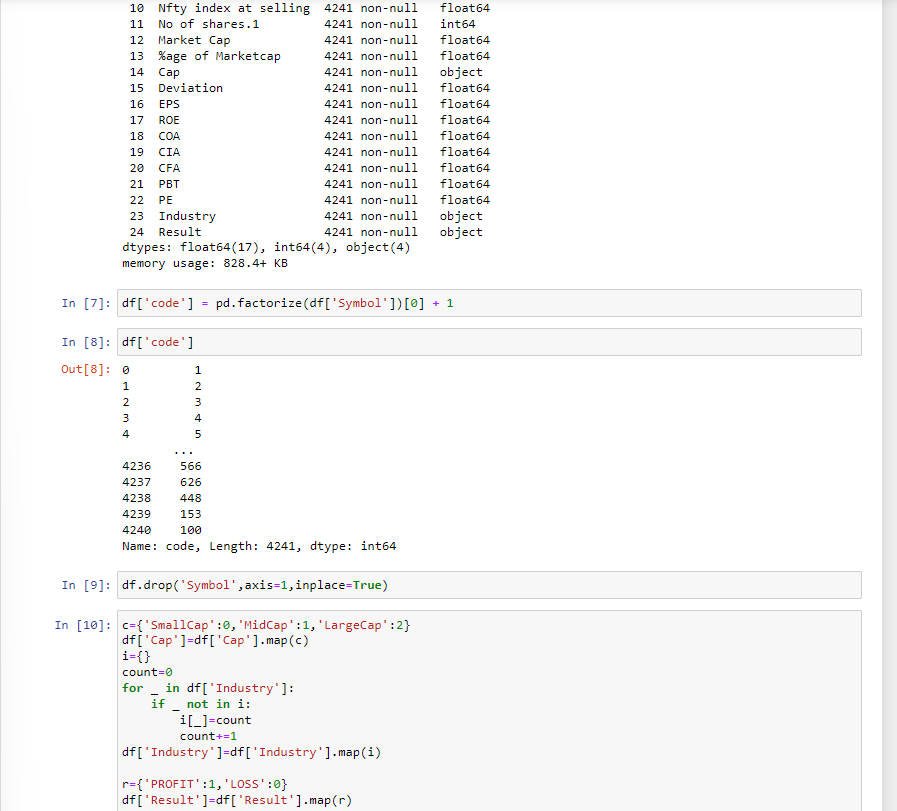 10  Nfty index at selling  4241 non-null   float64
11  No of shares.1         4241 non-null   int64
12  Market Cap             4241 non-null   float64
13  %age of Marketcap      4241 non-null   float64
14  Cap                    4241 non-null   object
15  Deviation              4241 non-null   float64
16  EPS                    4241 non-null   float64
17  ROE                    4241 non-null   float64
18  COA                    4241 non-null   float64
19  CIA                    4241 non-null   float64
20  CFA                    4241 non-null   float64
21  PBT                    4241 non-null   float64
22  PE                     4241 non-null   float64
23  Industry               4241 non-null   object
24  Result                 4241 non-null   object
dtypes: float64(17), int64(4), object(4)
memory usage: 828.4+ KB
In [7]: df['code'] = pd.factorize(df['Symbol'])[0] + 1
In [8]: df['code']
Out[8]: 0         1
1         2
2         3
3         4
4         5
...
4236    566
4237    626
4238    448
4239    153
4240    100
Name: code, Length: 4241, dtype: int64
In [9]: df.drop('Symbol',axis=1,inplace=True)
In [10]: c={'SmallCap':0,'MidCap':1,'LargeCap':2}
df['Cap']=df['Cap'].map(c)
i={}
count=0
for _ in df['Industry']:
    if _ not in i:
        i[_]=count
        count+=1
df['Industry']=df['Industry'].map(i)
r={'PROFIT':1,'LOSS':0}
df['Result']=df['Result'].map(r)